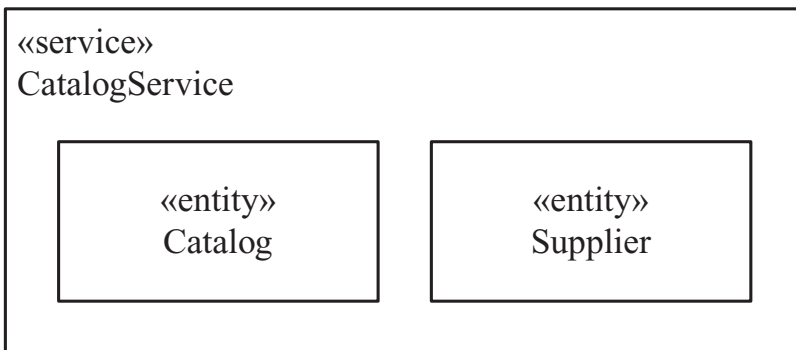 «service»
CatalogService
«entity»
Catalog
«entity»
Supplier